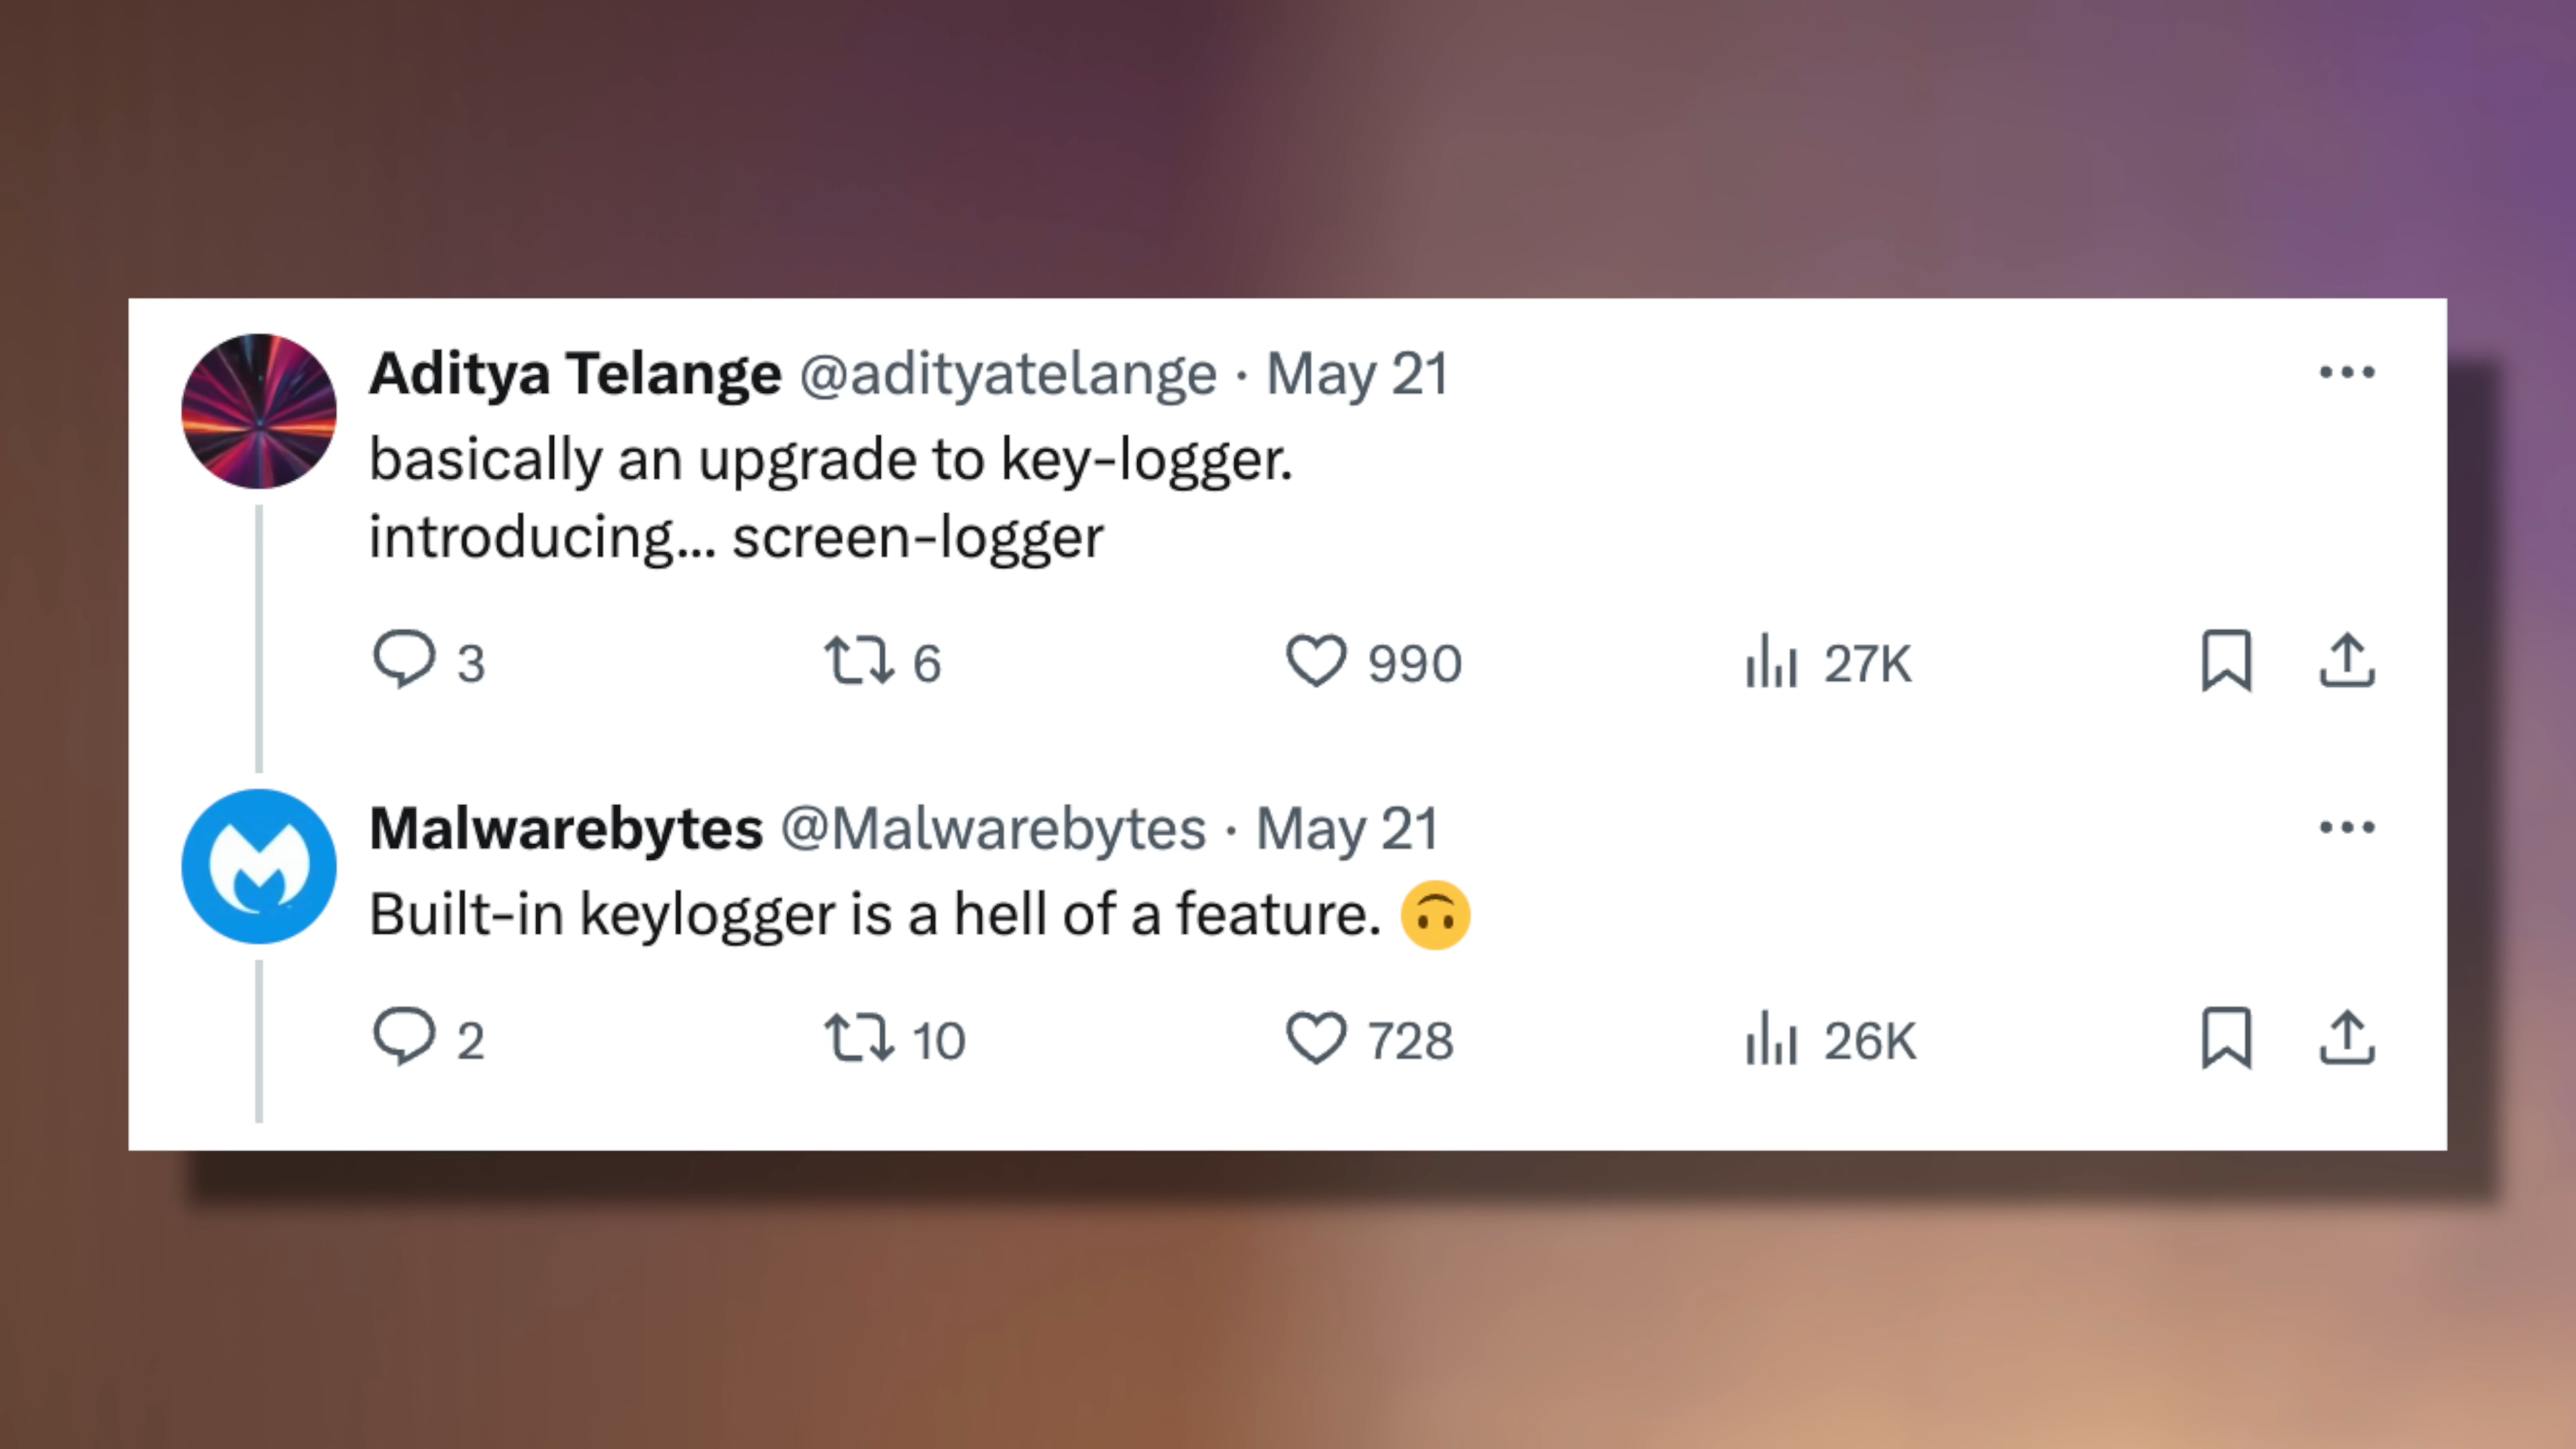 Aditya Telange @adityatelange · May 21
basically an upgrade to key-logger.
introducing... screen-logger
3 6 990 27K
Malwarebytes @Malwarebytes · May 21
Built-in keylogger is a hell of a feature. 🙃
2 10 728 26K